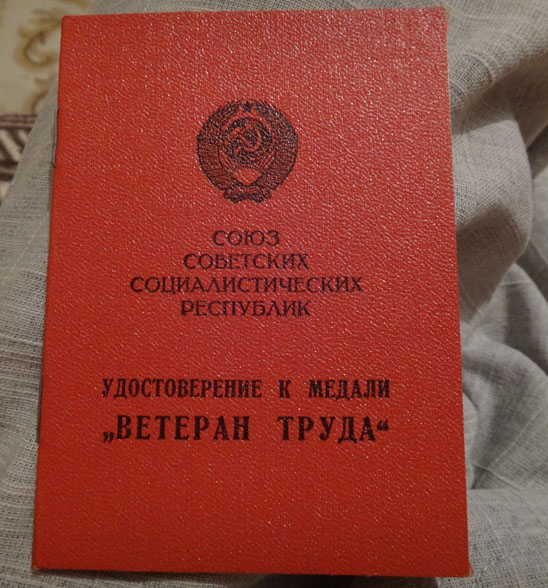 СОЮЗ
СОВЕТСКИХ
СОЦИАЛИСТИЧЕСКИХ
РЕСПУБЛИК
УДОСТОВЕРЕНИЕ К МЕДАЛИ
„ВЕТЕРАН ТРУДА“